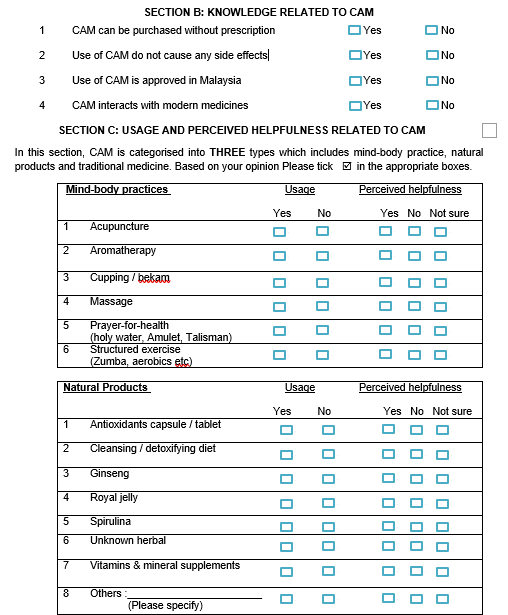 SECTION B: KNOWLEDGE RELATED TO CAM
1 CAM can be purchased without prescription Yes No
2 Use of CAM do not cause any side effects Yes No
3 Use of CAM is approved in Malaysia Yes No
4 CAM interacts with modern medicines Yes No
SECTION C: USAGE AND PERCEIVED HELPFULNESS RELATED TO CAM
In this section, CAM is categorised into THREE types which includes mind-body practice, natural
products and traditional medicine. Based on your opinion Please tick ☑ in the appropriate boxes.
Mind-body practices Usage Perceived helpfulness
Yes No Yes No Not sure
1 Acupuncture
2 Aromatherapy
3 Cupping / bekam
4 Massage
5 Prayer-for-health
(holy water, Amulet, Talisman)
6 Structured exercise
(Zumba, aerobics etc)
Natural Products Usage Perceived helpfulness
Yes No Yes No Not sure
1 Antioxidants capsule / tablet
2 Cleansing / detoxifying diet
3 Ginseng
4 Royal jelly
5 Spirulina
6 Unknown herbal
7 Vitamins & mineral supplements
8 Others :____________________
(Please specify)